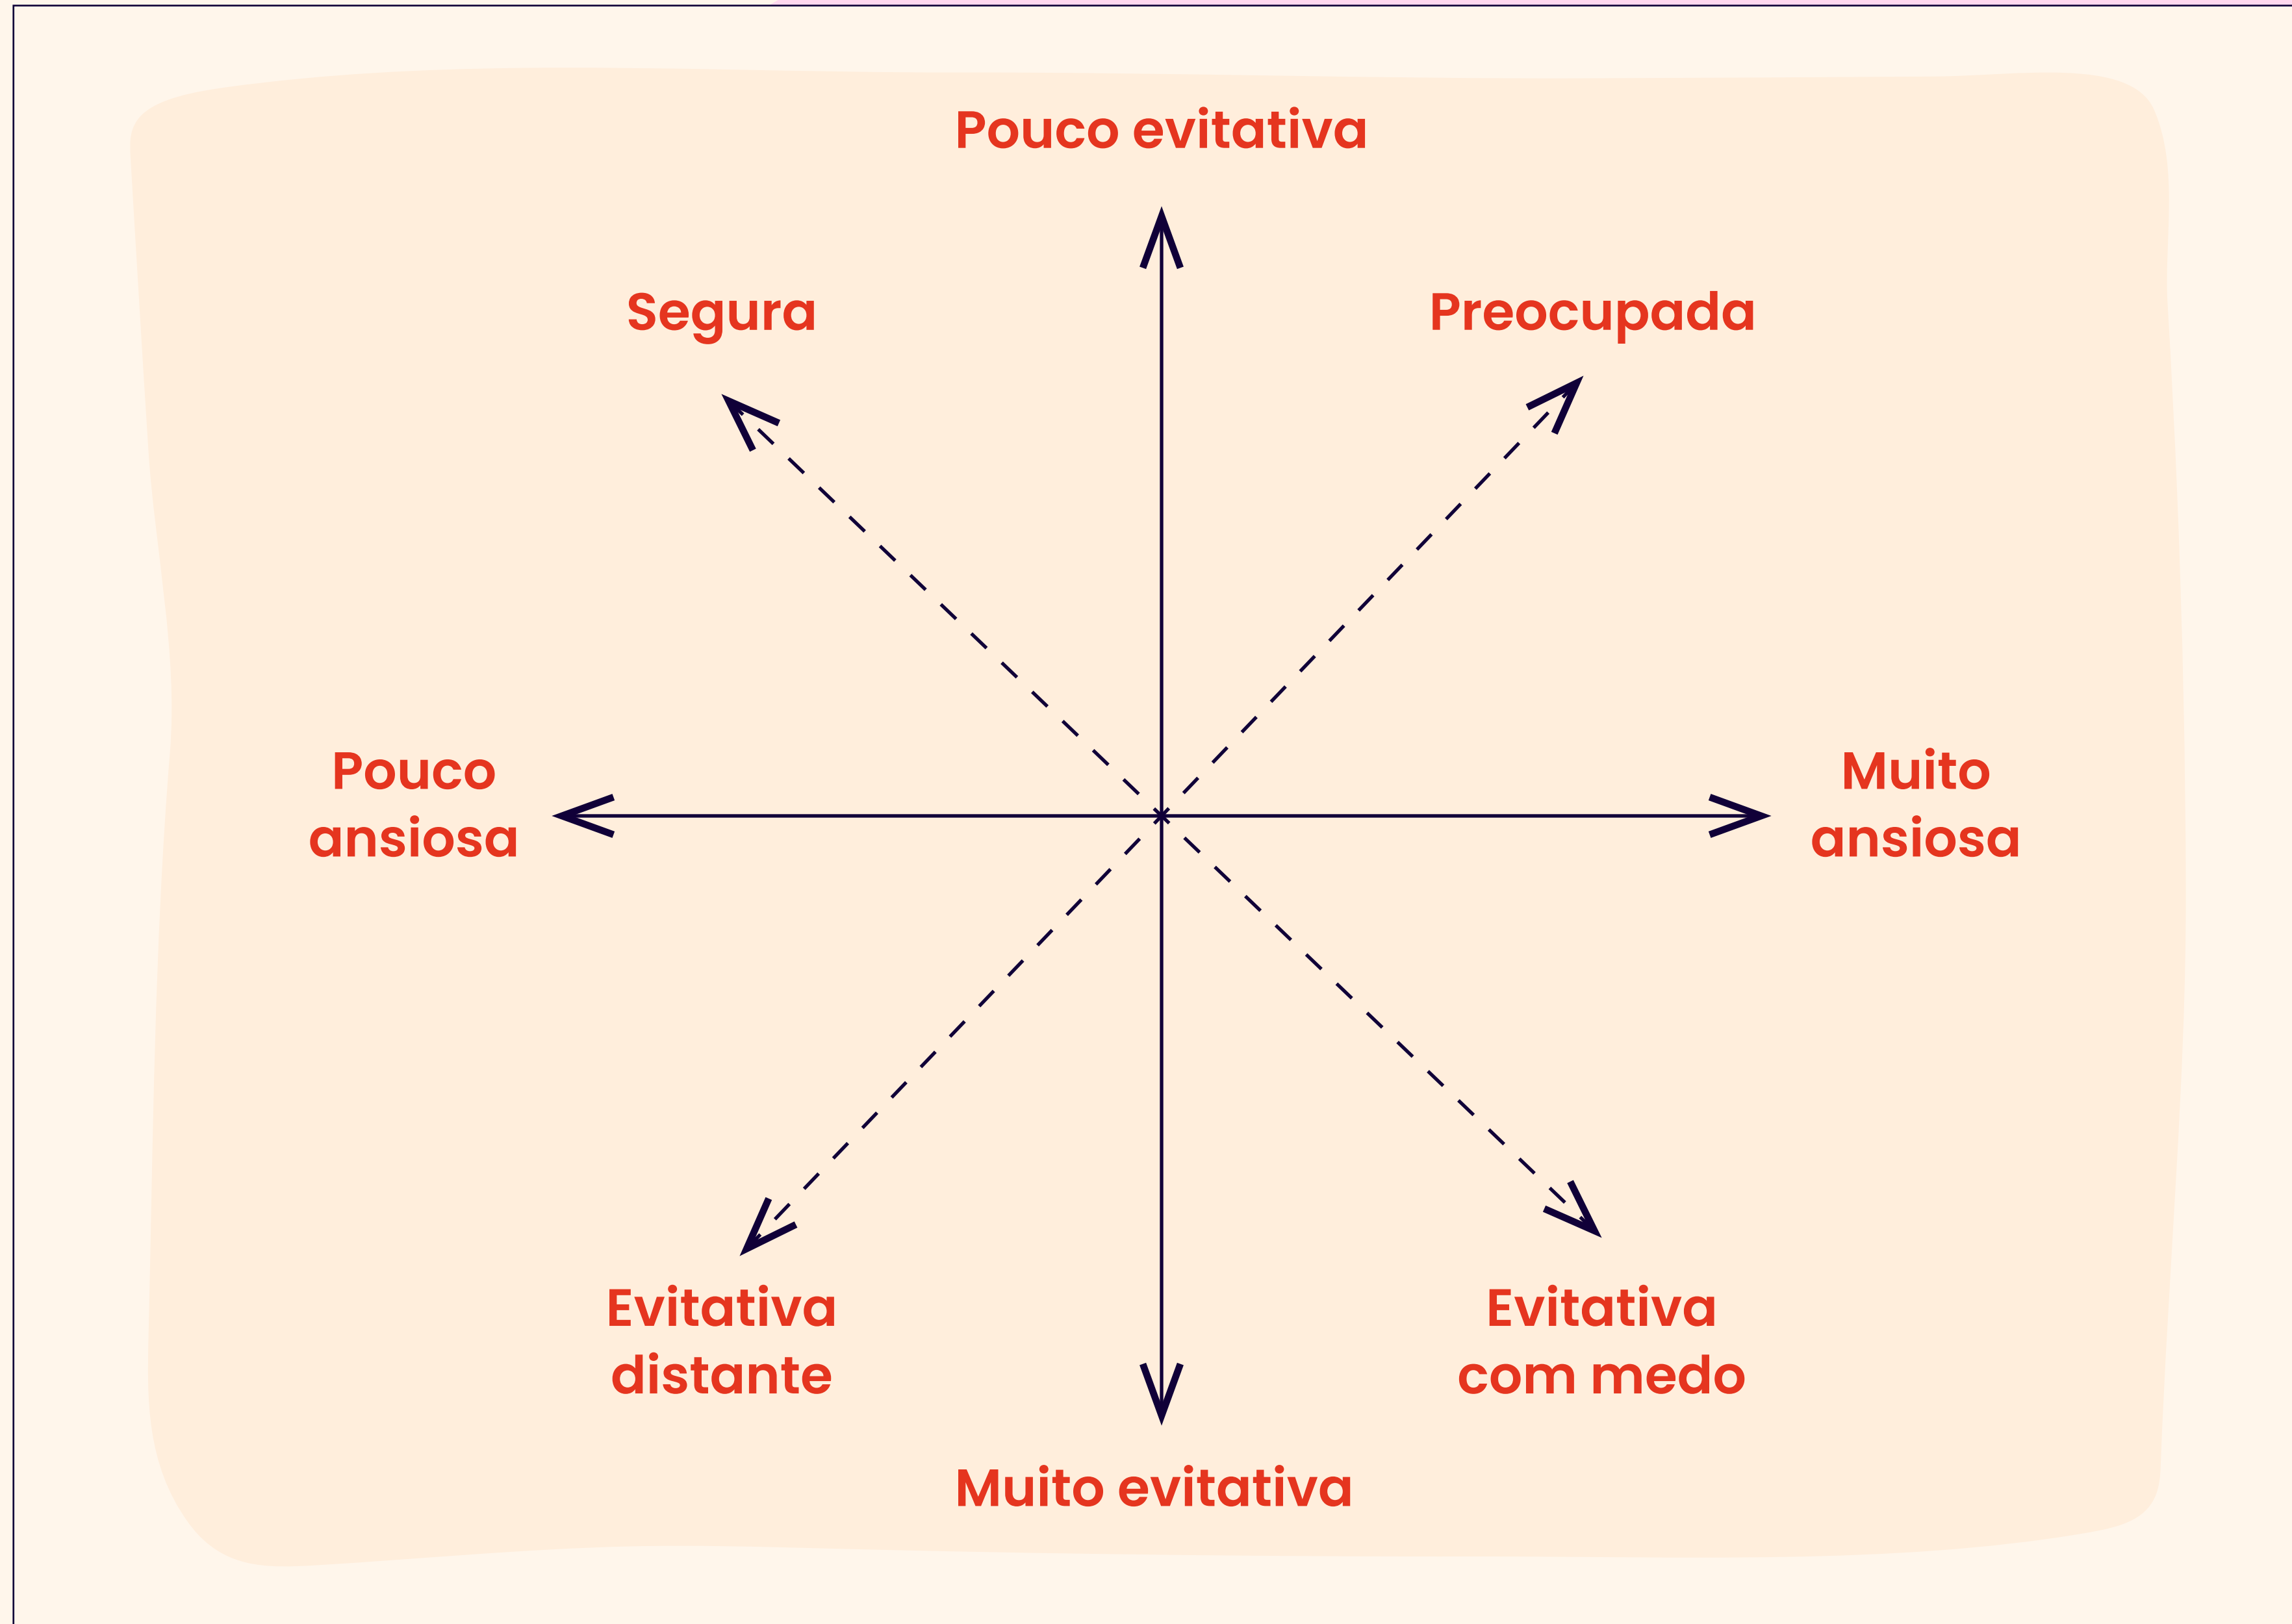 Pouco evitativa
Segura
Preocupada
Pouco
ansiosa
Muito
ansiosa
Evitativa
distante
Evitativa
com medo
Muito evitativa